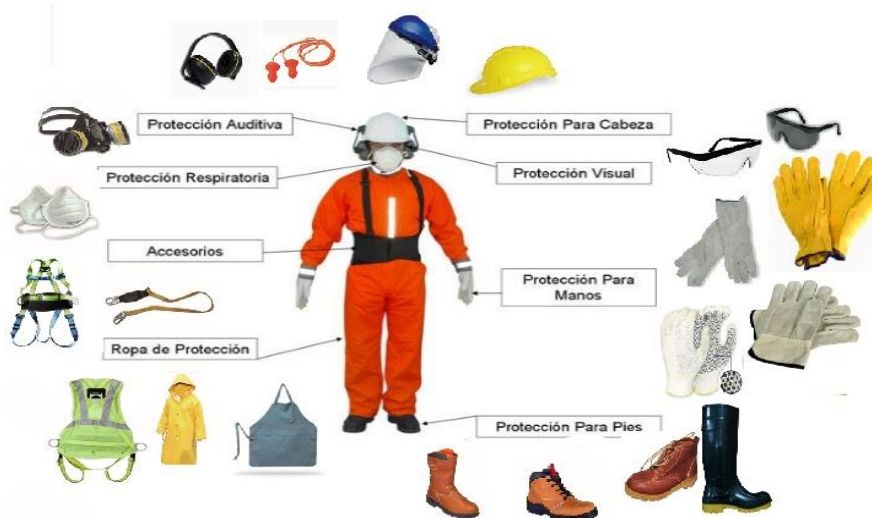 Protección Auditiva
Protección Para Cabeza
Protección Respiratoria
Protección Visual
Accesorios
Protección Para
Manos
Ropa de Protección
Protección Para Pies